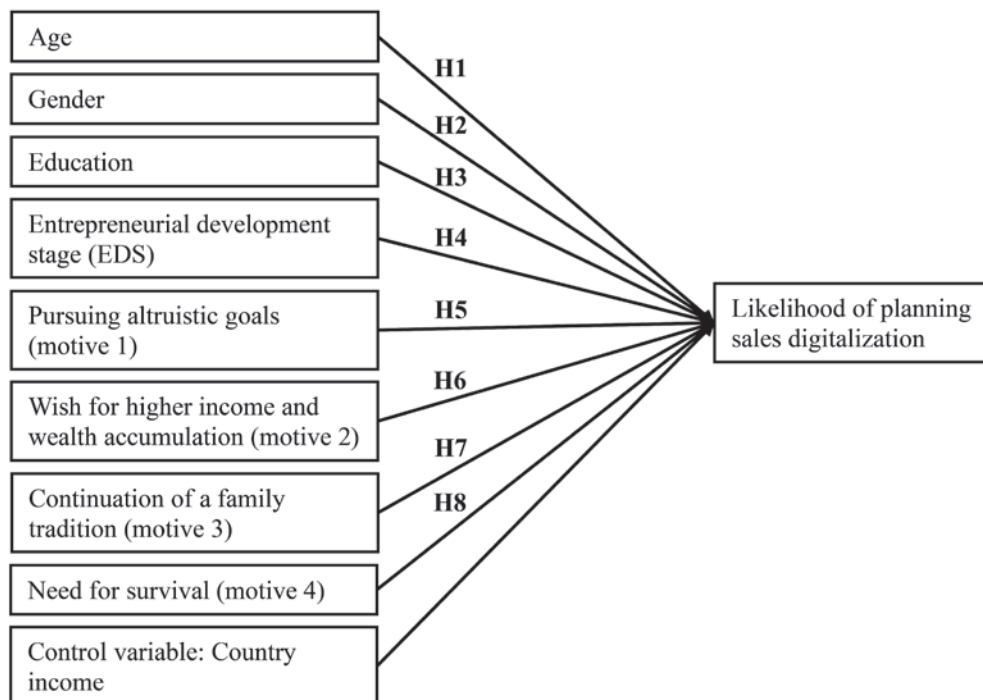 Age
H1
Gender
H2
Education
H3
Entrepreneurial development
stage (EDS)
H4
Pursuing altruistic goals
(motive 1)
H5
Wish for higher income and
wealth accumulation (motive 2)
H6
Continuation of a family
tradition (motive 3)
H7
Need for survival (motive 4)
H8
Control variable: Country
income
Likelihood of planning
sales digitalization